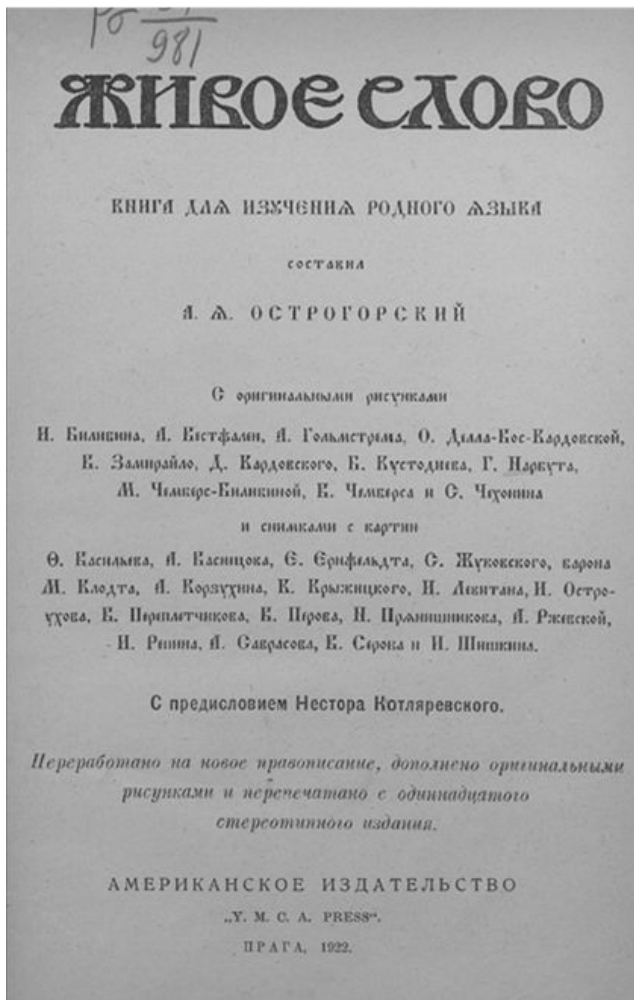 981
ЖИВОЕ СЛОВО
КНИГА ДЛЯ ИЗУЧЕНИЯ РОДНОГО ЯЗЫКА
СОСТАВИЛ
А. Я. ОСТРОГОРСКИЙ
С оригинальными рисунками
И. Билибина, А. Вестфален, А. Гольмстрема, О. Делла-Вос-Кардовской,
В. Замирайло, Д. Кардовского, Б. Кустодиева, Г. Нарбута,
М. Чемберс-Билибиной, В. Чемберса и С. Чехонина
и снимками с картин
Ѳ. Васильева, А. Васнецова, Е. Ернфельдта, С. Жуковского, барона
М. Клодта, А. Корзухина, К. Крыжицкого, И. Левитана, И. Остро-
ухова, В. Переплетчикова, В. Перова, И. Прянишникова, А. Ржевской,
И. Репина, А. Саврасова, В. Серова и И. Шишкина.
С предисловием Нестора Котляревского.
Переработано на новое правописание, дополнено оригинальными
рисунками и перепечатано с одиннадцатого
стереотипного издания.
АМЕРИКАНСКОЕ ИЗДАТЕЛЬСТВО
„Y. M. C. A. PRESS“.
ПРАГА, 1922.